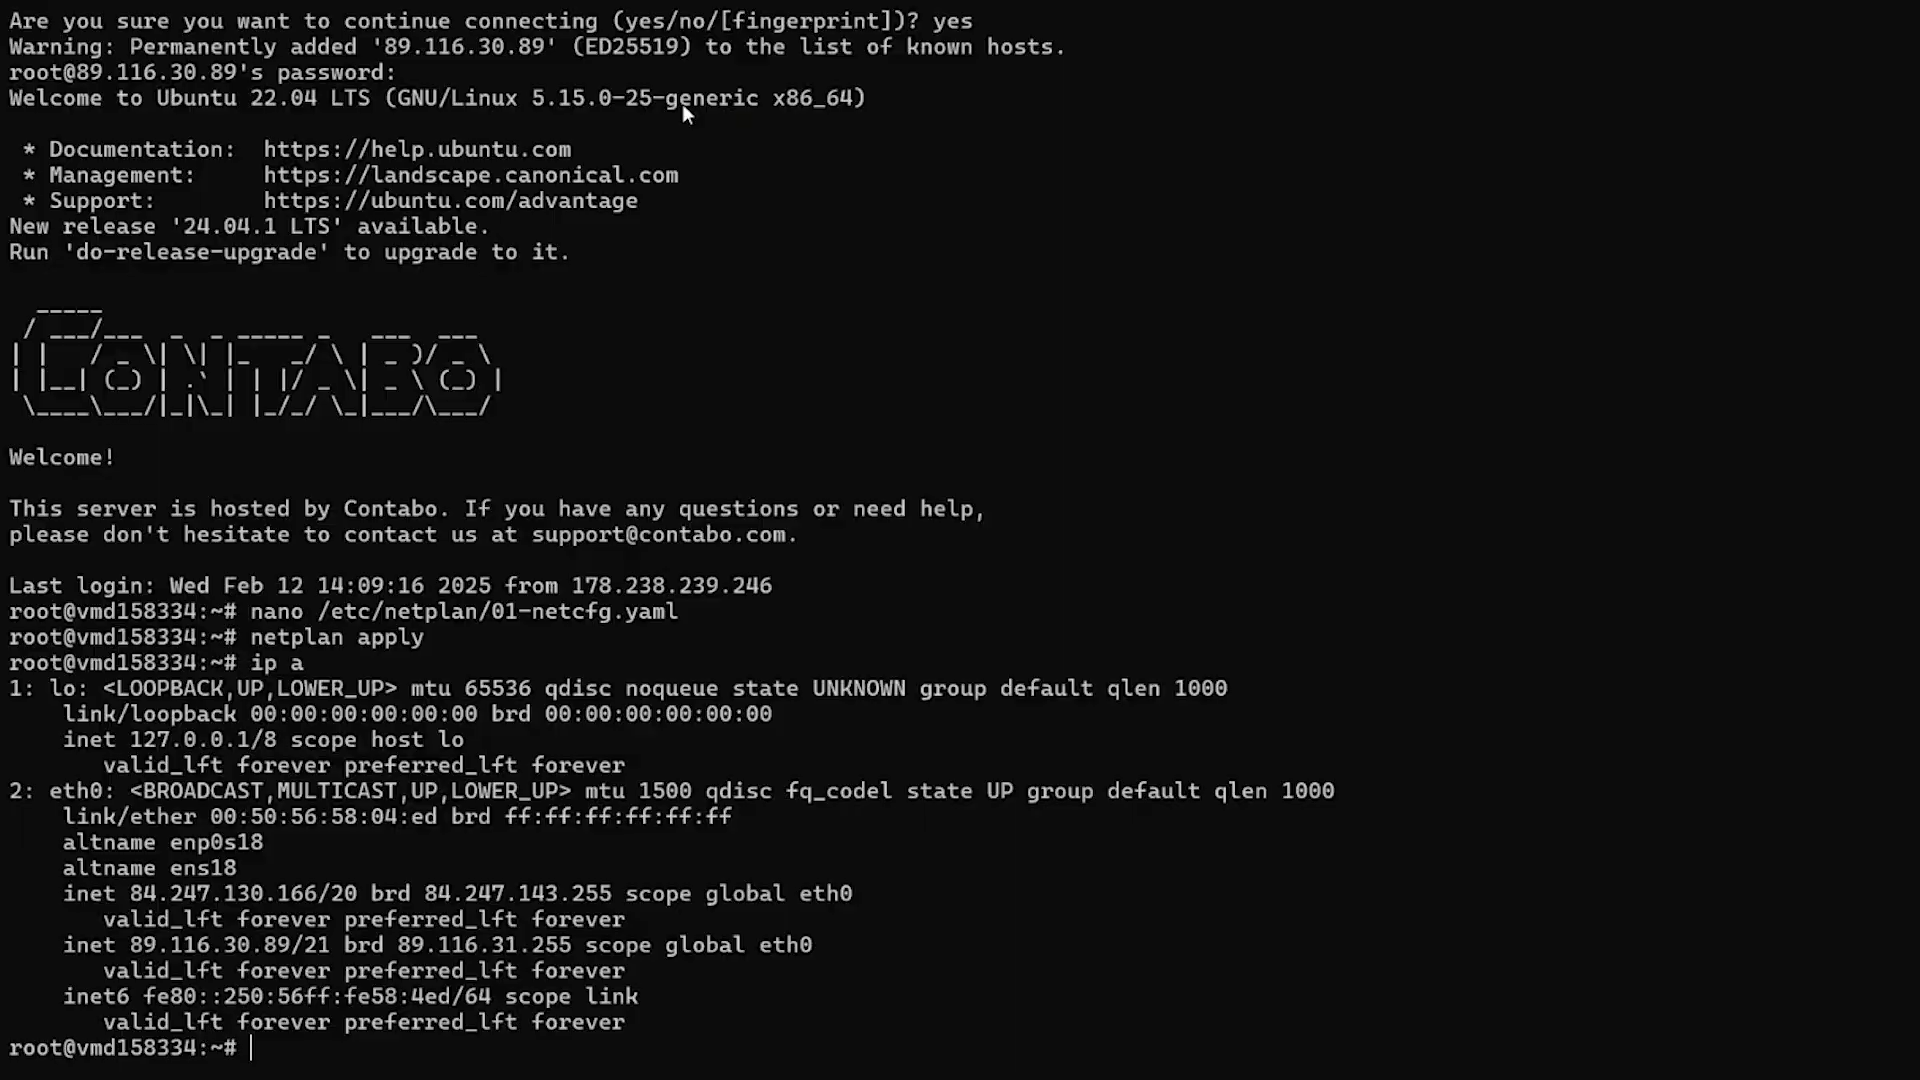 Are you sure you want to continue connecting (yes/no/[fingerprint])? yes
Warning: Permanently added '89.116.30.89' (ED25519) to the list of known hosts.
root@89.116.30.89's password:
Welcome to Ubuntu 22.04 LTS (GNU/Linux 5.15.0-25-generic x86_64)
* Documentation:  https://help.ubuntu.com
* Management:     https://landscape.canonical.com
* Support:        https://ubuntu.com/advantage
New release '24.04.1 LTS' available.
Run 'do-release-upgrade' to upgrade to it.
CONTABO
Welcome!
This server is hosted by Contabo. If you have any questions or need help,
please don't hesitate to contact us at support@contabo.com.
Last login: Wed Feb 12 14:09:16 2025 from 178.238.239.246
root@vmd158334:~# nano /etc/netplan/01-netcfg.yaml
root@vmd158334:~# netplan apply
root@vmd158334:~# ip a
1: lo: <LOOPBACK,UP,LOWER_UP> mtu 65536 qdisc noqueue state UNKNOWN group default qlen 1000
link/loopback 00:00:00:00:00:00 brd 00:00:00:00:00:00
inet 127.0.0.1/8 scope host lo
valid_lft forever preferred_lft forever
2: eth0: <BROADCAST,MULTICAST,UP,LOWER_UP> mtu 1500 qdisc fq_codel state UP group default qlen 1000
link/ether 00:50:56:58:04:ed brd ff:ff:ff:ff:ff:ff
altname enp0s18
altname ens18
inet 84.247.130.166/20 brd 84.247.143.255 scope global eth0
valid_lft forever preferred_lft forever
inet 89.116.30.89/21 brd 89.116.31.255 scope global eth0
valid_lft forever preferred_lft forever
inet6 fe80::250:56ff:fe58:4ed/64 scope link
valid_lft forever preferred_lft forever
root@vmd158334:~#